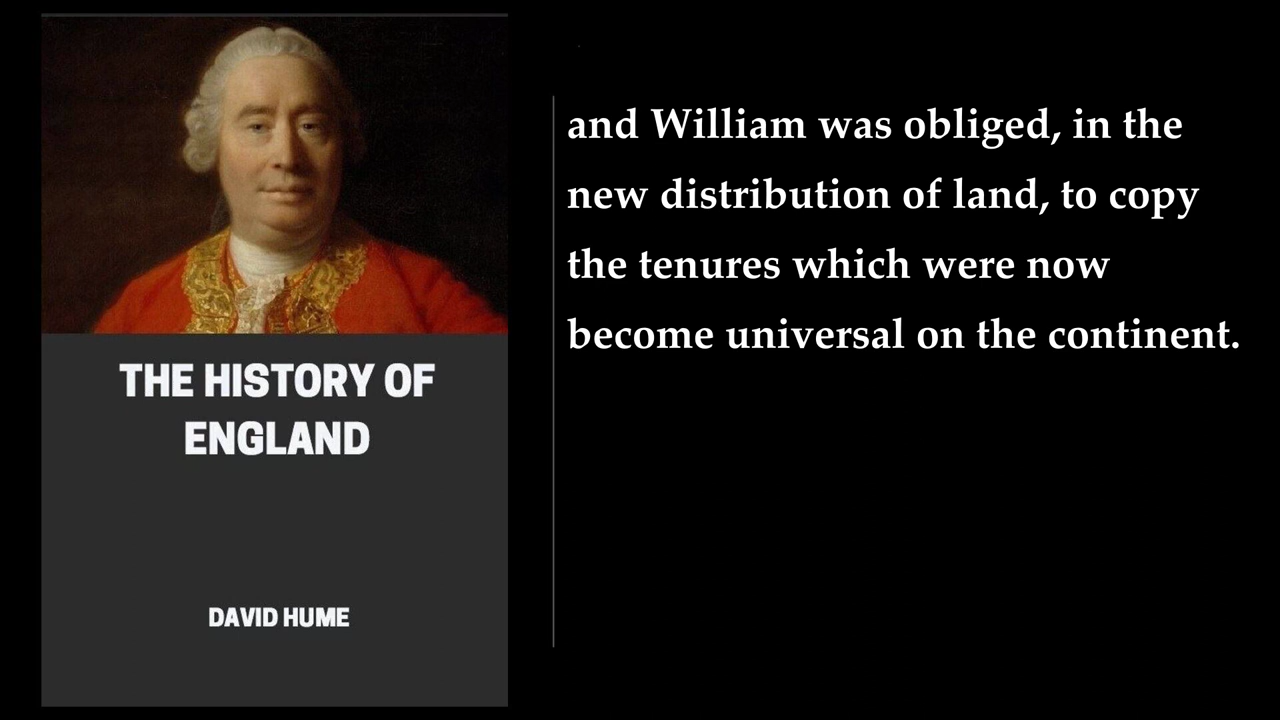 THE HISTORY OF
ENGLAND
DAVID HUME
and William was obliged, in the
new distribution of land, to copy
the tenures which were now
become universal on the continent.